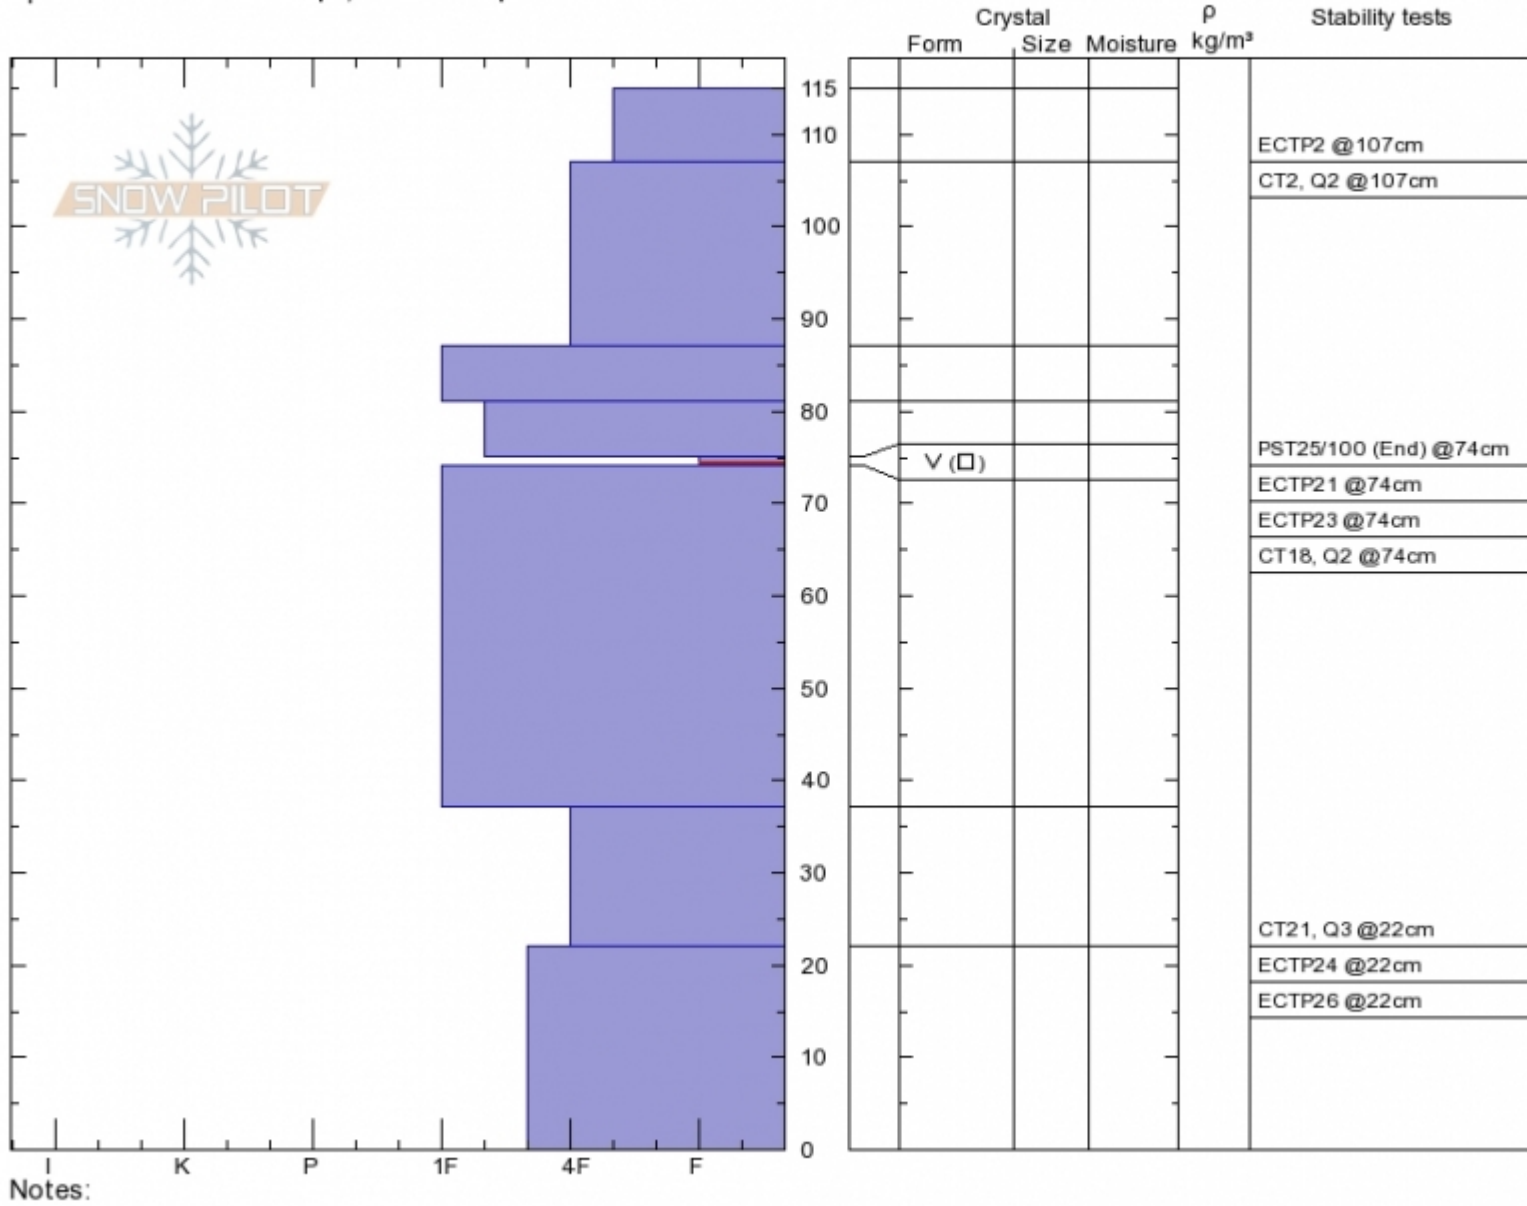 Crystal
ρ
Stability tests
Form
Size
Moisture
kg/m³
SNOW PILOT
115
110
100
90
80
70
60
50
40
30
20
10
0
ECTP2 @107cm
CT2, Q2 @107cm
V (□)
PST25/100 (End) @74cm
ECTP21 @74cm
ECTP23 @74cm
CT18, Q2 @74cm
CT21, Q3 @22cm
ECTP24 @22cm
ECTP26 @22cm
I K P 1F 4F F
Notes: